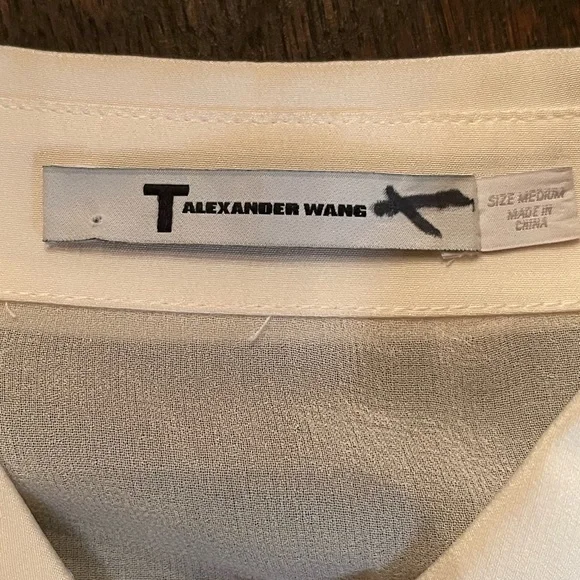 T ALEXANDER WANG
SIZE MEDIUM
MADE IN
CHINA